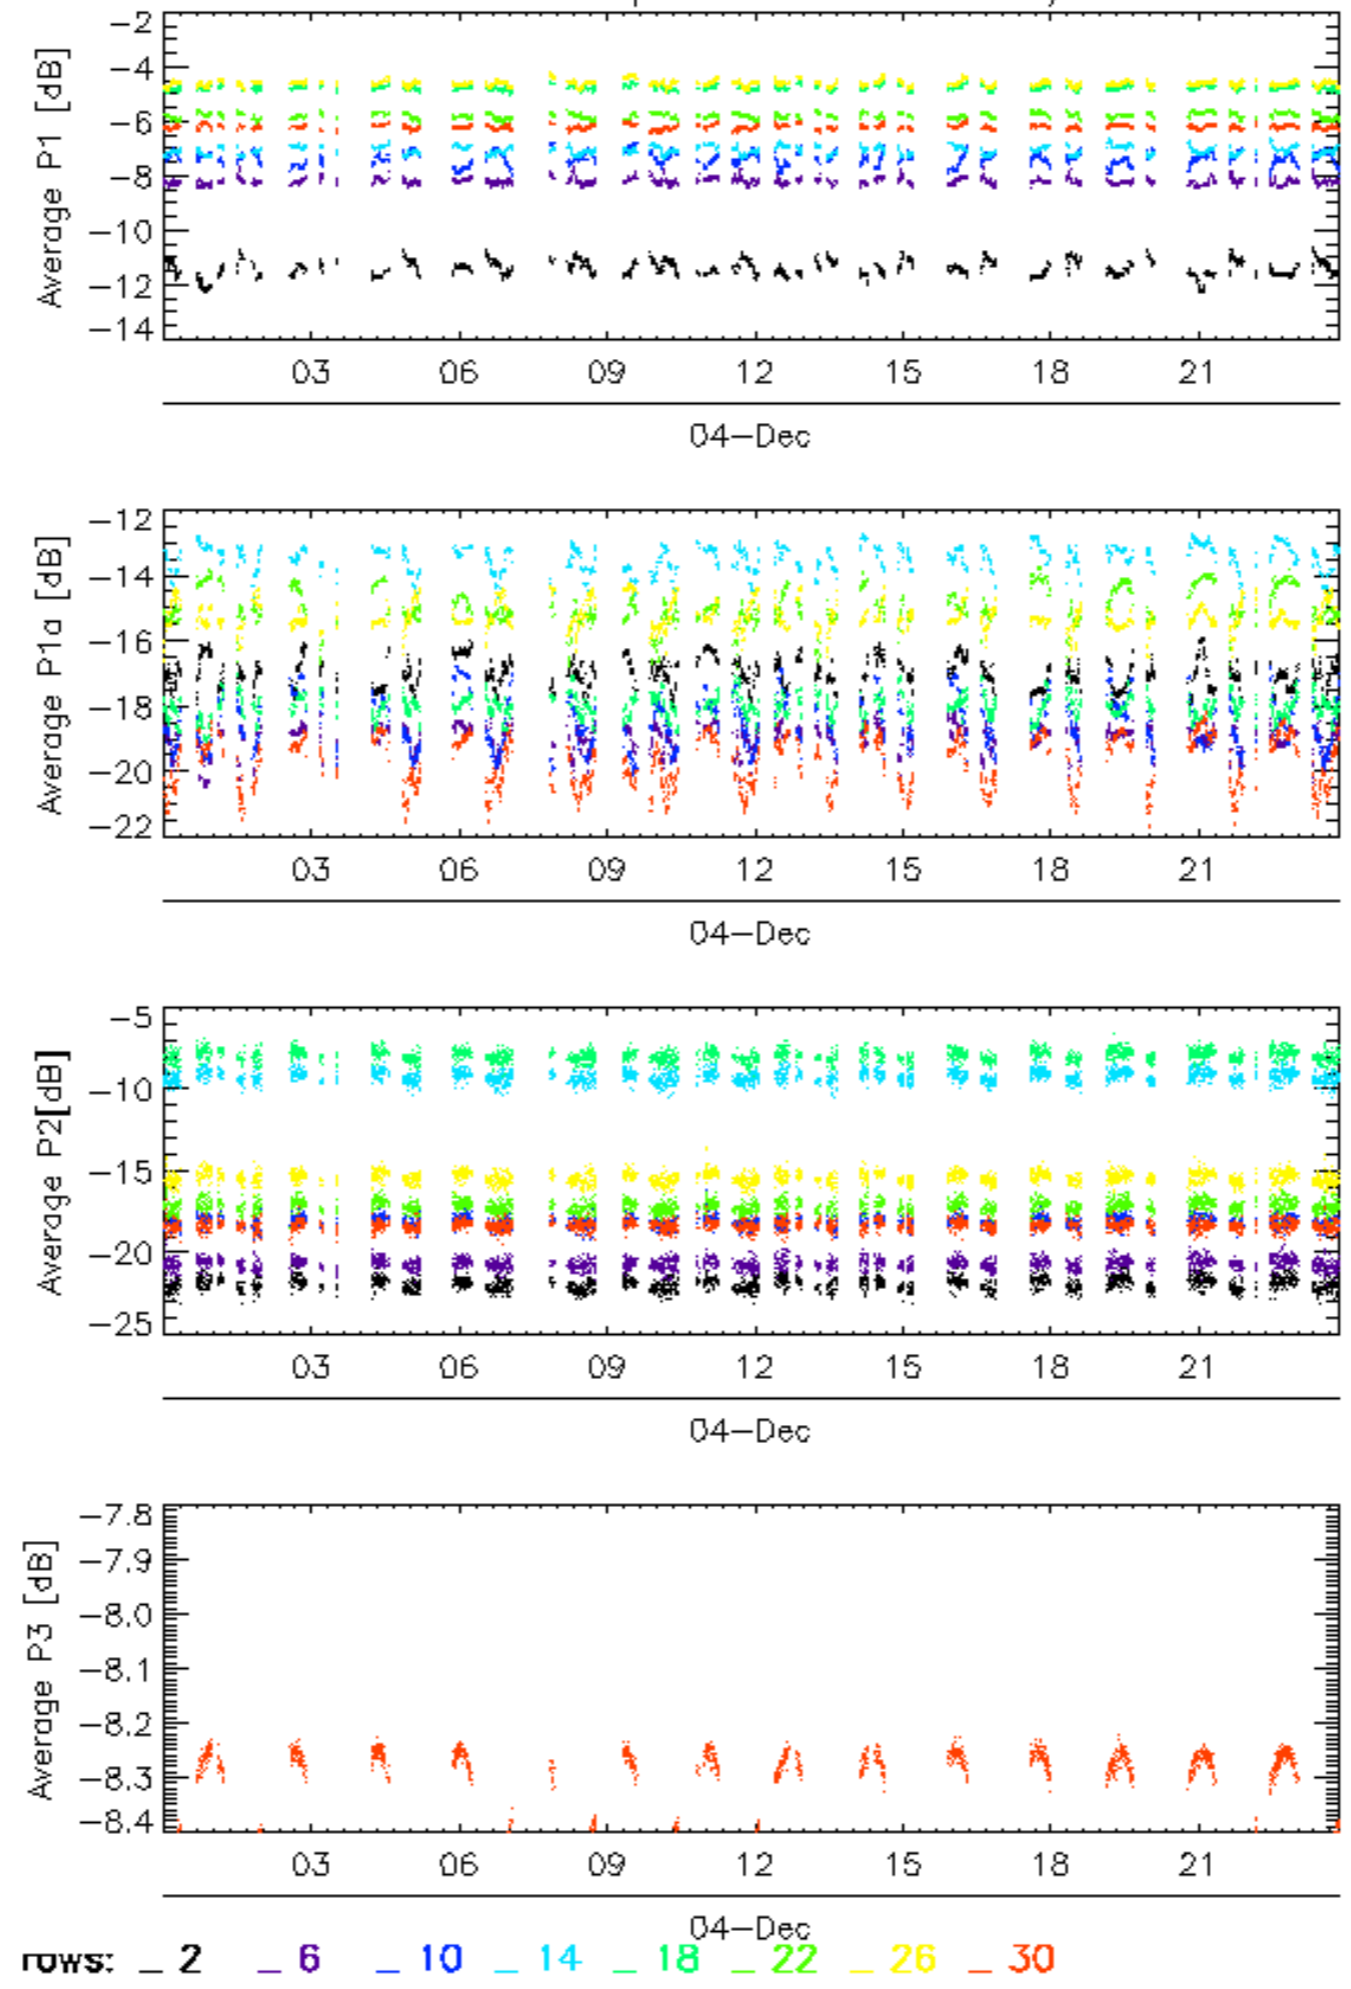 Average P1 [dB]
−2
−4
−6
−8
−10
−12
−14
03 06 09 12 15 18 21
04−Dec
Average P1a [dB]
−12
−14
−16
−18
−20
−22
03 06 09 12 15 18 21
04−Dec
Average P2[dB]
−5
−10
−15
−20
−25
03 06 09 12 15 18 21
04−Dec
Average P3 [dB]
−7.8
−7.9
−8.0
−8.1
−8.2
−8.3
−8.4
03 06 09 12 15 18 21
04−Dec
rows: _ 2 _ 6 _ 10 _ 14 _ 18 _ 22 _ 26 _ 30